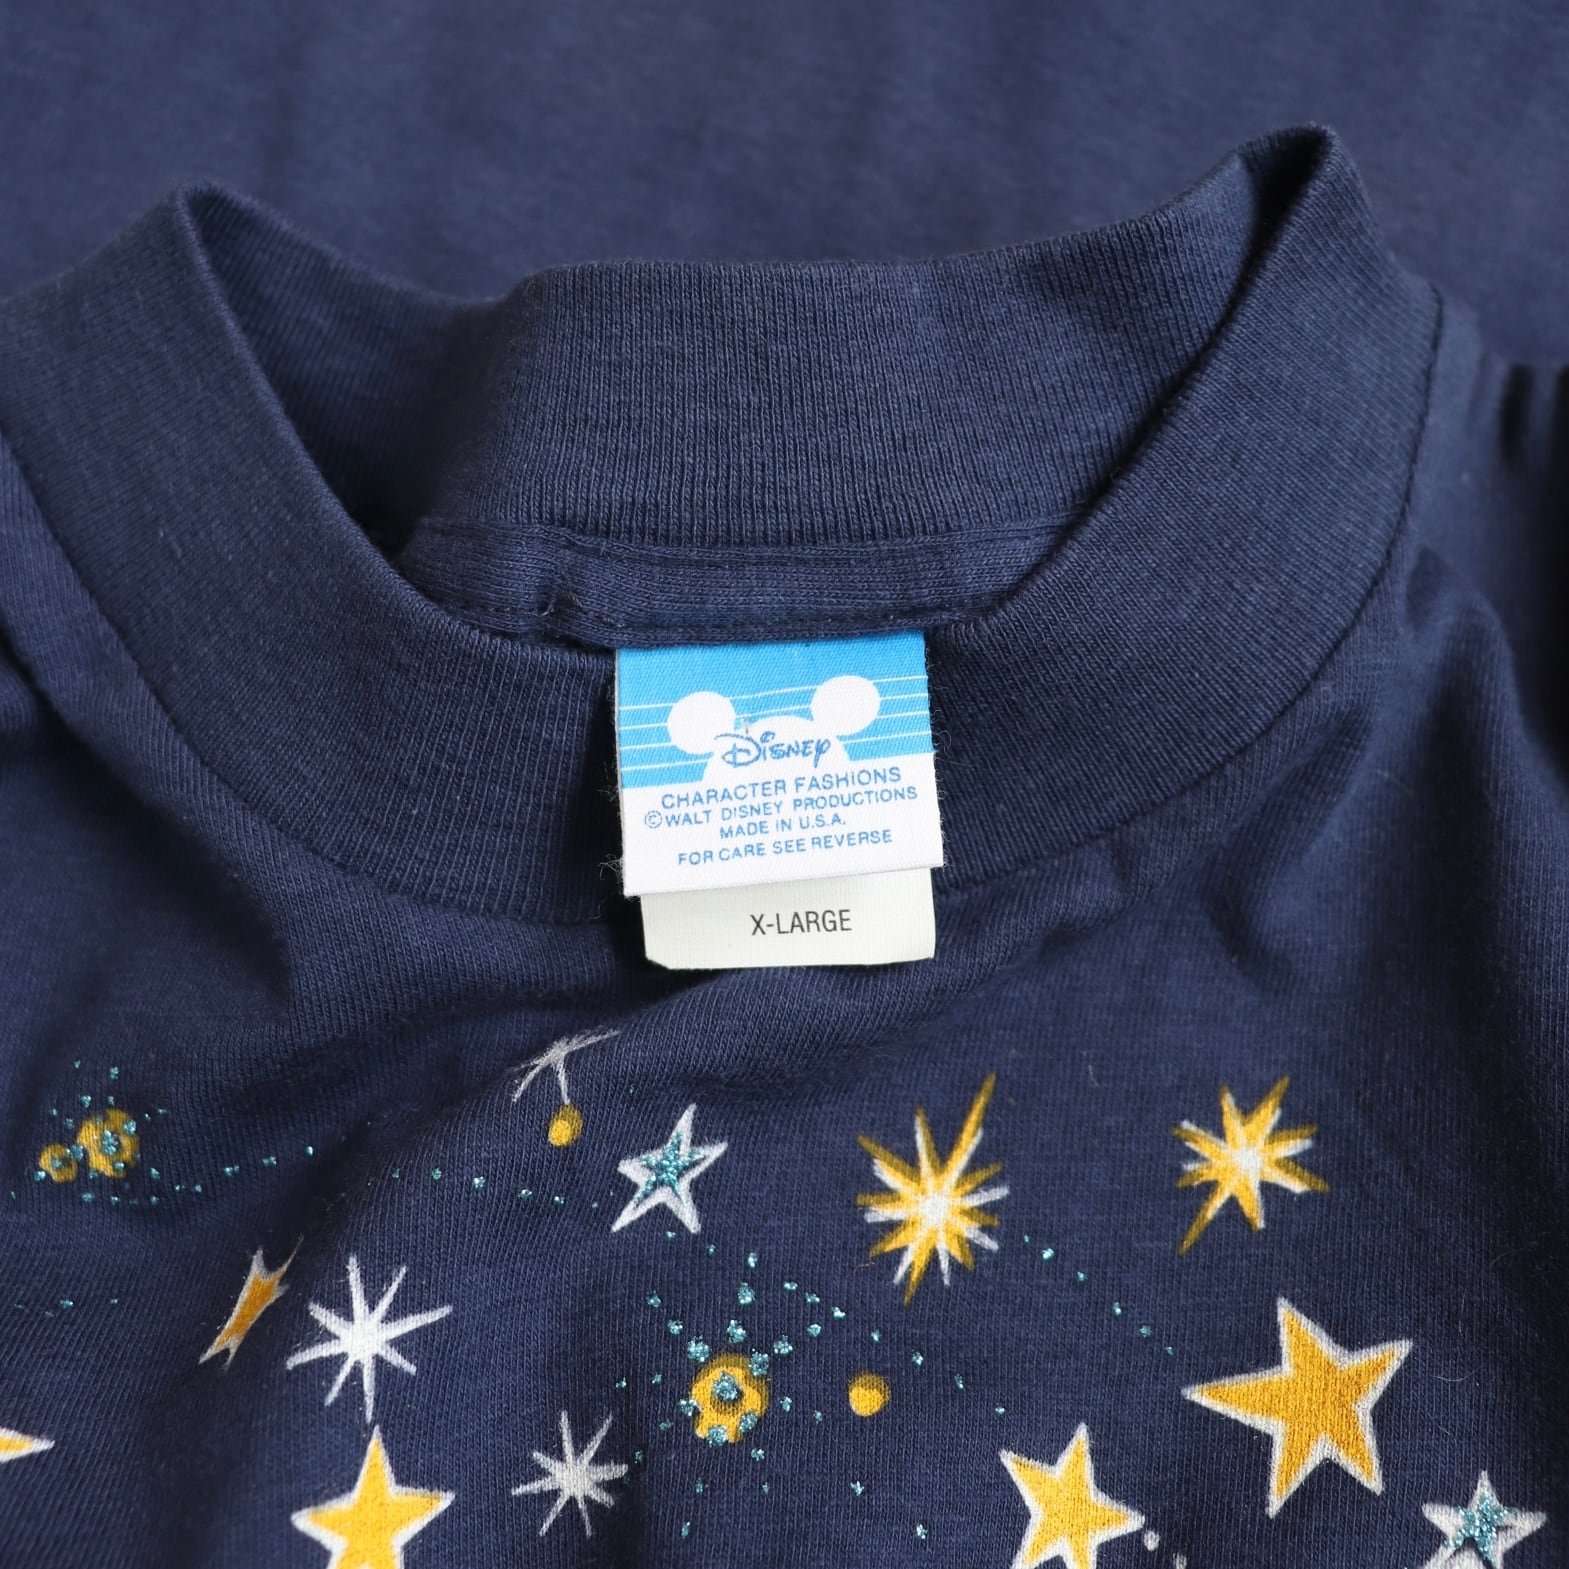 Disney
CHARACTER FASHIONS
©WALT DISNEY PRODUCTIONS
MADE IN U.S.A.
FOR CARE SEE REVERSE
X-LARGE